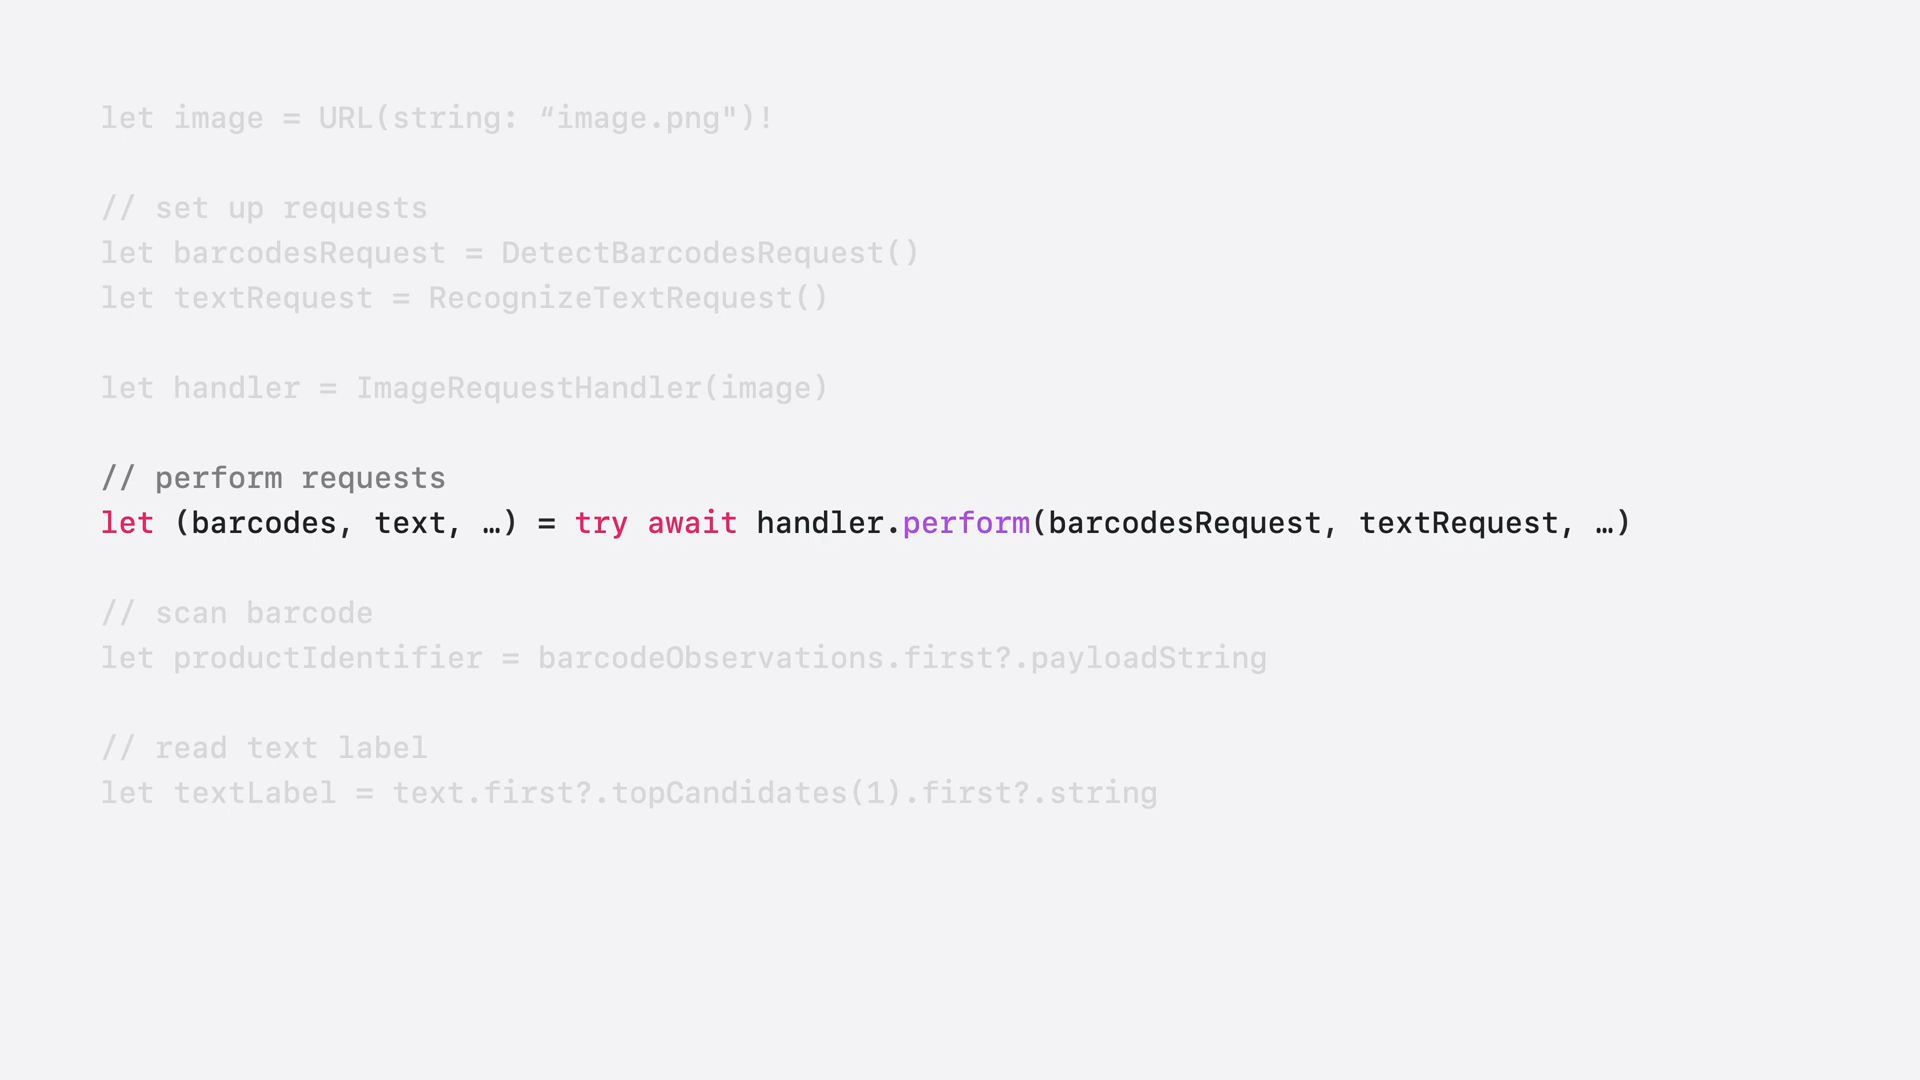 let image = URL(string: “image.png")!
// set up requests
let barcodesRequest = DetectBarcodesRequest()
let textRequest = RecognizeTextRequest()
let handler = ImageRequestHandler(image)
// perform requests
let (barcodes, text, …) = try await handler.perform(barcodesRequest, textRequest, …)
// scan barcode
let productIdentifier = barcodeObservations.first?.payloadString
// read text label
let textLabel = text.first?.topCandidates(1).first?.string